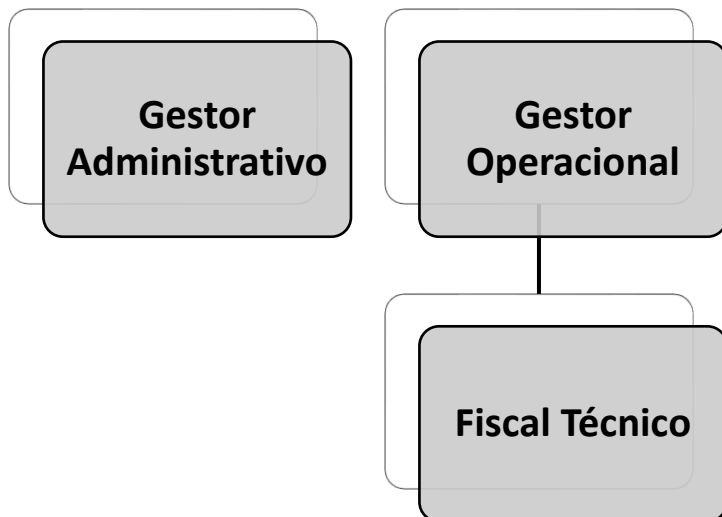 Gestor
Administrativo
Gestor
Operacional
Fiscal Técnico